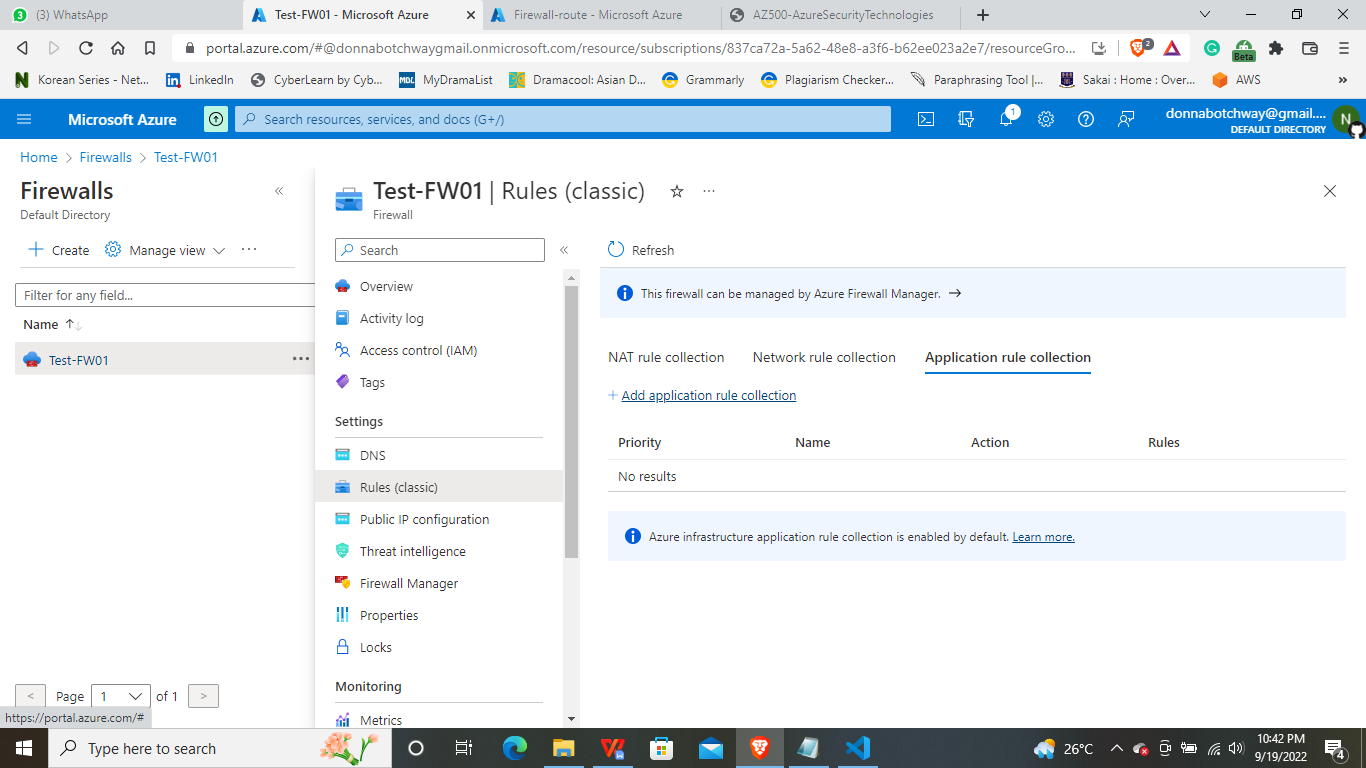 (3) WhatsApp
Test-FW01 - Microsoft Azure
Firewall-route - Microsoft Azure
AZ500-AzureSecurityTechnologies
portal.azure.com/#@donnabotchwaygmail.onmicrosoft.com/resource/subscriptions/837ca72a-5a62-48e8-a3f6-b62ee023a2e7/resourceGro...
2
Beta
Korean Series - Net...
LinkedIn
CyberLearn by Cyb...
MDL MyDramaList
Dramacool: Asian D...
Grammarly
Plagiarism Checker...
Paraphrasing Tool |...
Sakai : Home : Over...
AWS
»
Microsoft Azure
Search resources, services, and docs (G+/)
1
donnabotchway@gmail....
DEFAULT DIRECTORY
N
Home > Firewalls > Test-FW01
Firewalls
Default Directory
+ Create
Manage view
...
Filter for any field...
Name
Test-FW01
...
< Page 1 of 1 >
https://portal.azure.com/#
Test-FW01 | Rules (classic)
...
Firewall
Search
Overview
Activity log
Access control (IAM)
Tags
Settings
DNS
Rules (classic)
Public IP configuration
Threat intelligence
Firewall Manager
Properties
Locks
Monitoring
Metrics
Refresh
This firewall can be managed by Azure Firewall Manager. →
NAT rule collection
Network rule collection
Application rule collection
+ Add application rule collection
Priority Name Action Rules
No results
Azure infrastructure application rule collection is enabled by default. Learn more.
Type here to search
26°C
10:42 PM
9/19/2022
4